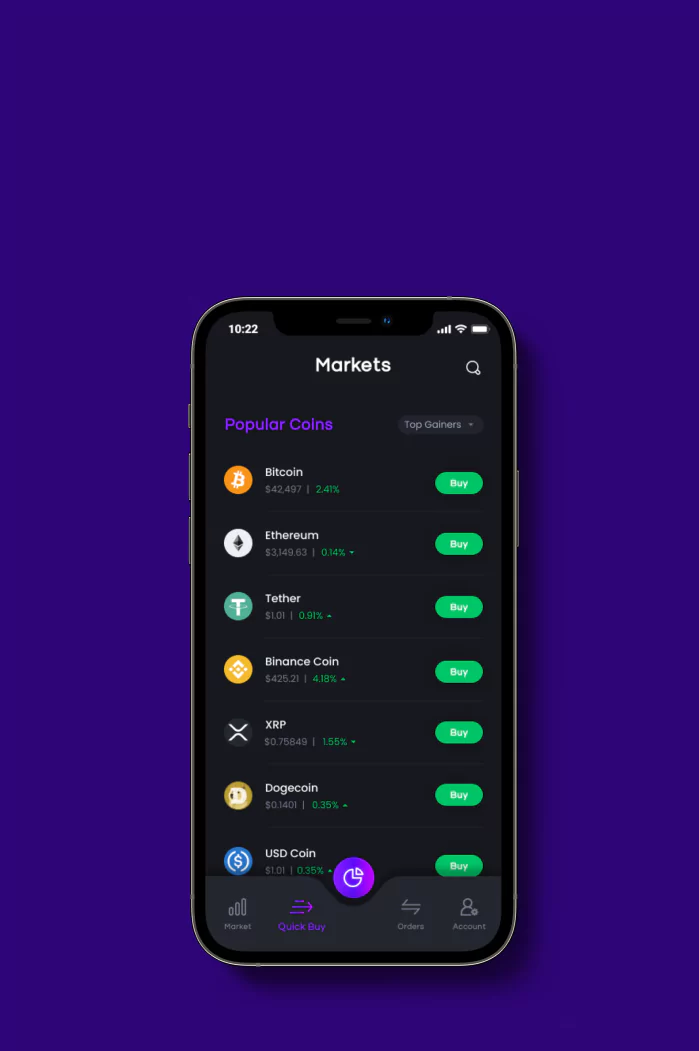 10:22
Markets
Popular Coins
Top Gainers
Bitcoin
$42,497 | 2.41%
Buy
Ethereum
$3,149.63 | 0.14%
Buy
Tether
$1.01 | 0.91%
Buy
Binance Coin
$425.21 | 4.18%
Buy
XRP
$0.75849 | 1.55%
Buy
Dogecoin
$0.1401 | 0.35%
Buy
USD Coin
$1.01 | 0.35%
Buy
Market
Quick Buy
Orders
Account